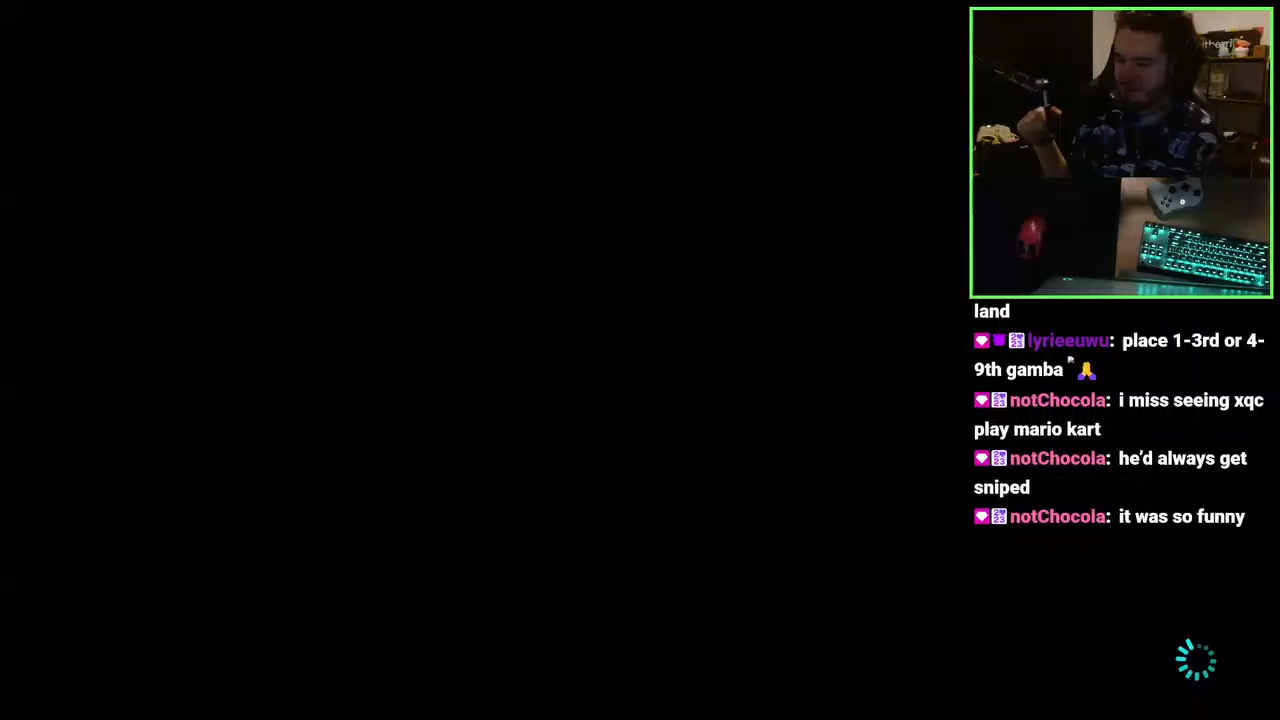 land
lyrieeuwu: place 1-3rd or 4-
9th gamba 🙏
notChocola: i miss seeing xqc
play mario kart
notChocola: he’d always get
sniped
notChocola: it was so funny